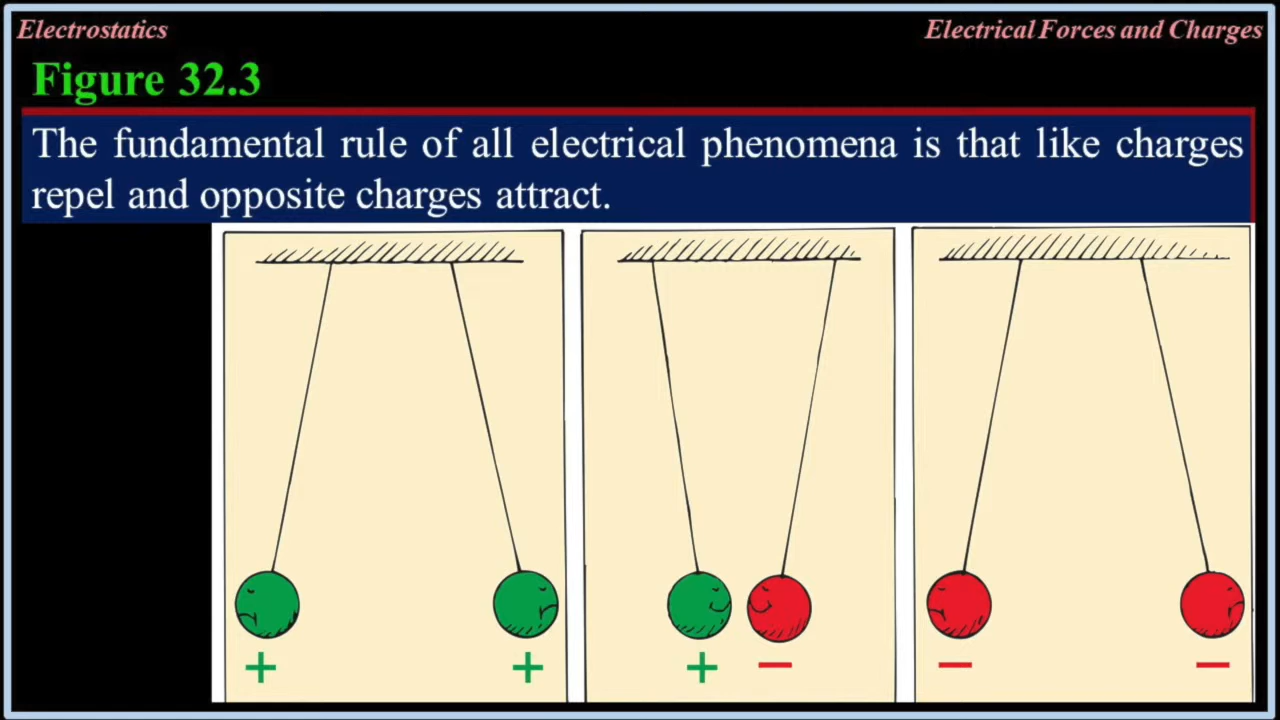 Electrostatics
Electrical Forces and Charges
Figure 32.3
The fundamental rule of all electrical phenomena is that like charges
repel and opposite charges attract.
+ + + − − −